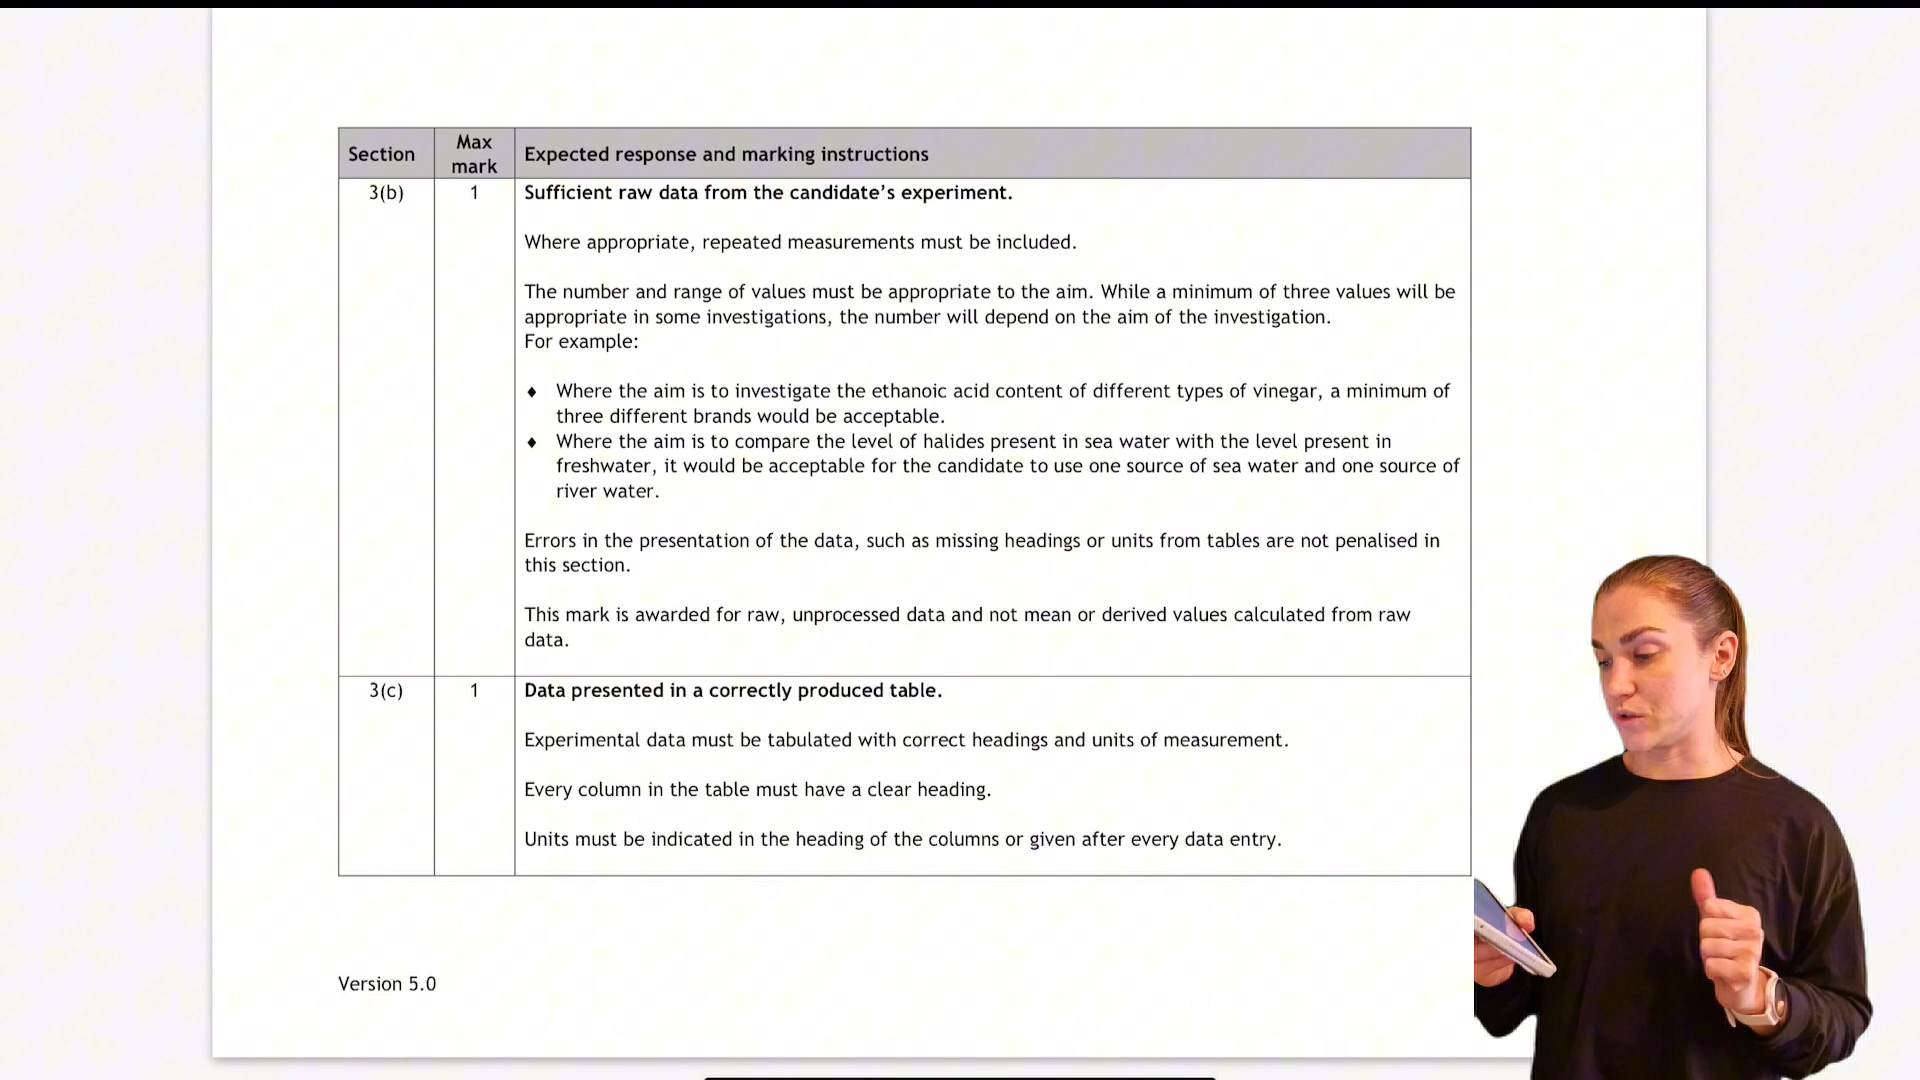 Section
Max
mark
Expected response and marking instructions
3(b)
1
Sufficient raw data from the candidate’s experiment.
Where appropriate, repeated measurements must be included.
The number and range of values must be appropriate to the aim. While a minimum of three values will be
appropriate in some investigations, the number will depend on the aim of the investigation.
For example:
♦ Where the aim is to investigate the ethanoic acid content of different types of vinegar, a minimum of
three different brands would be acceptable.
♦ Where the aim is to compare the level of halides present in sea water with the level present in
freshwater, it would be acceptable for the candidate to use one source of sea water and one source of
river water.
Errors in the presentation of the data, such as missing headings or units from tables are not penalised in
this section.
This mark is awarded for raw, unprocessed data and not mean or derived values calculated from raw
data.
3(c)
1
Data presented in a correctly produced table.
Experimental data must be tabulated with correct headings and units of measurement.
Every column in the table must have a clear heading.
Units must be indicated in the heading of the columns or given after every data entry.
Version 5.0